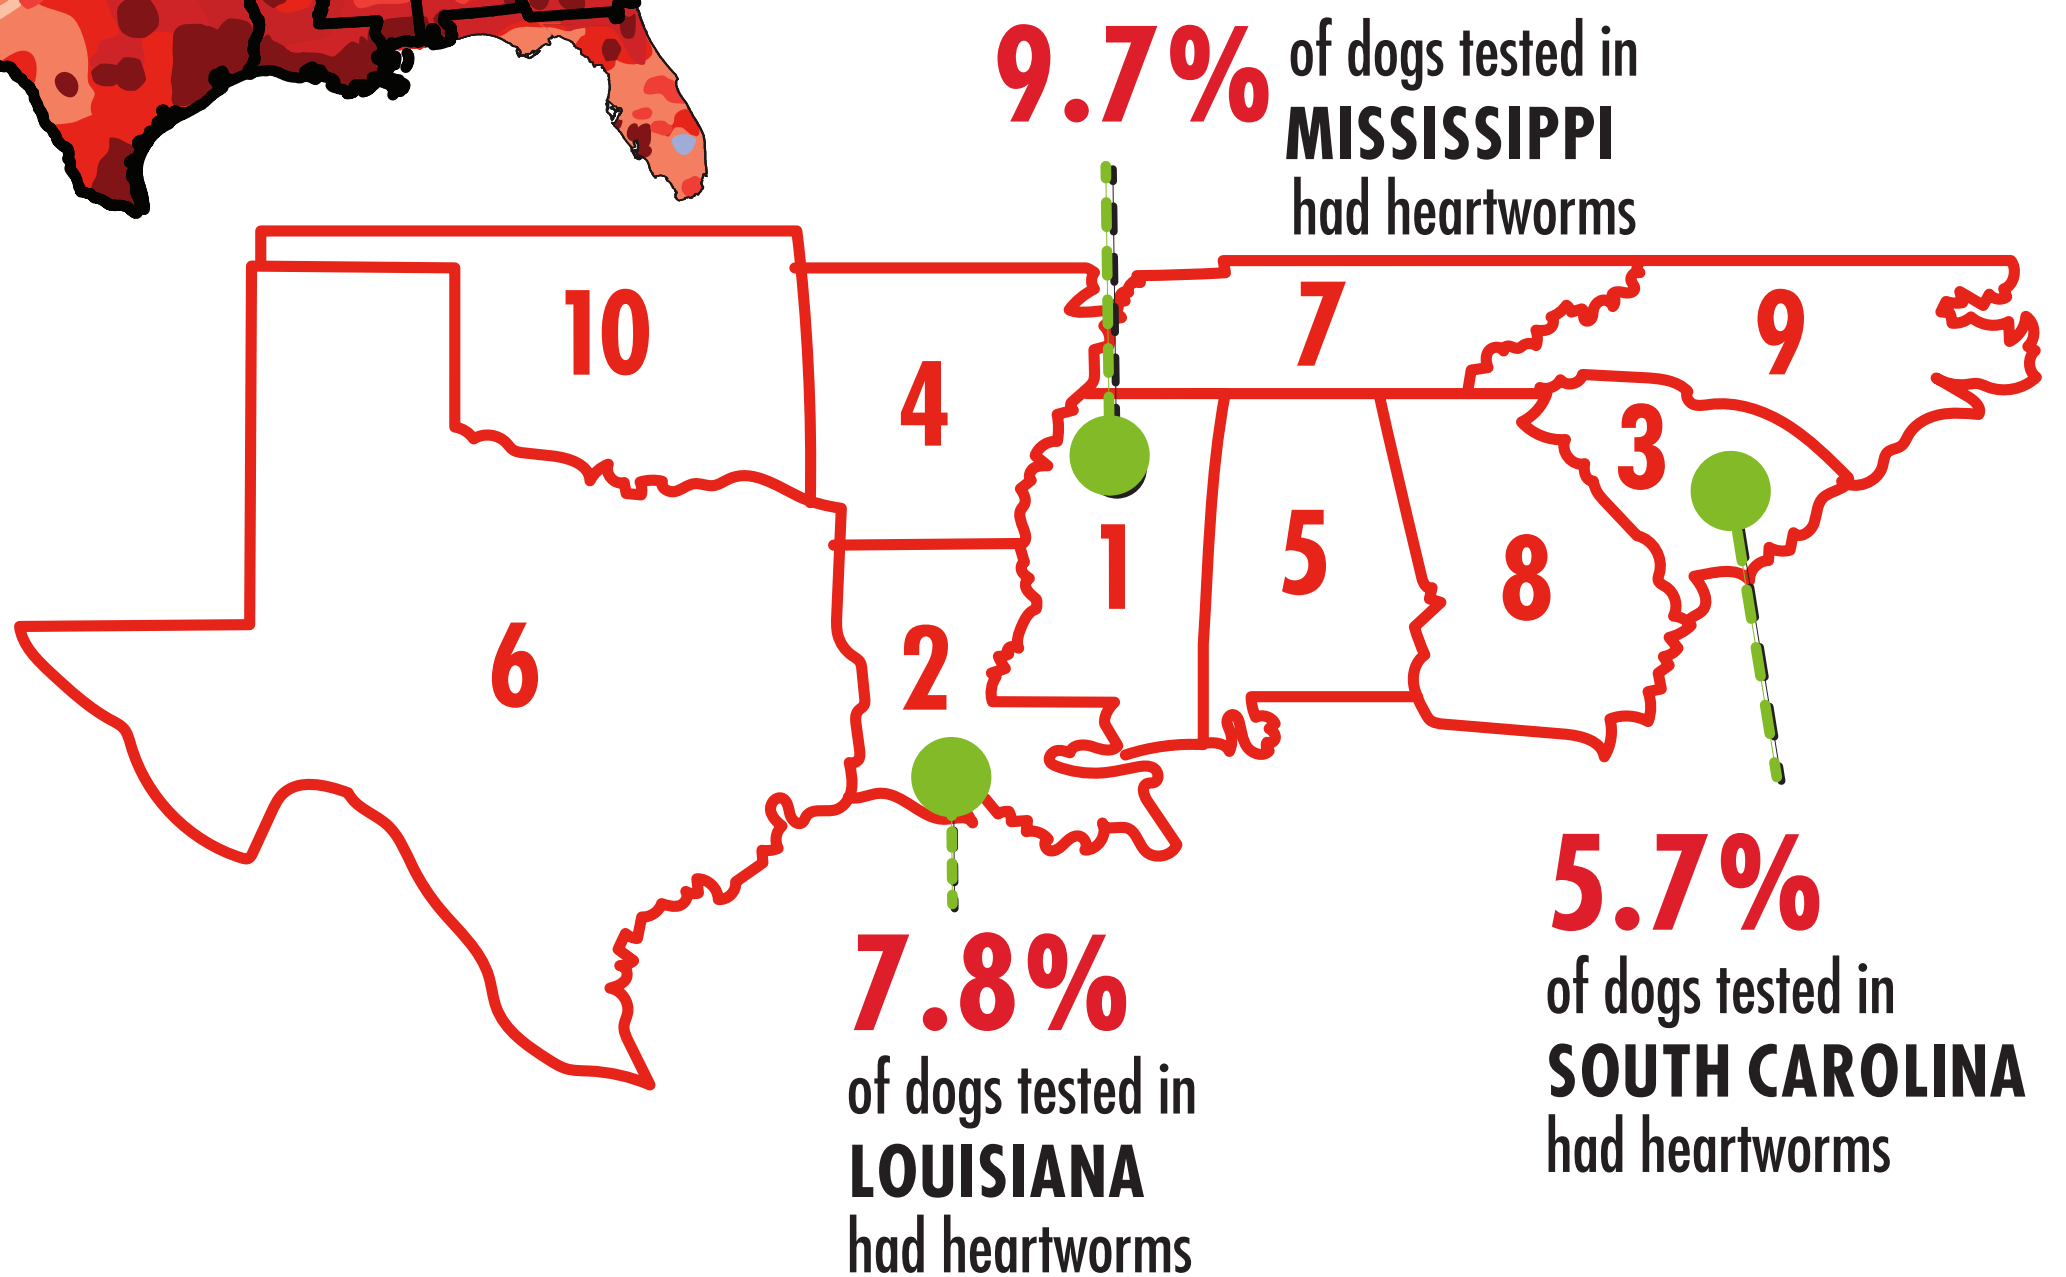 9.7%
of dogs tested in
MISSISSIPPI
had heartworms
10
4
7
9
3
1
5
8
6
2
7.8%
of dogs tested in
LOUISIANA
had heartworms
5.7%
of dogs tested in
SOUTH CAROLINA
had heartworms